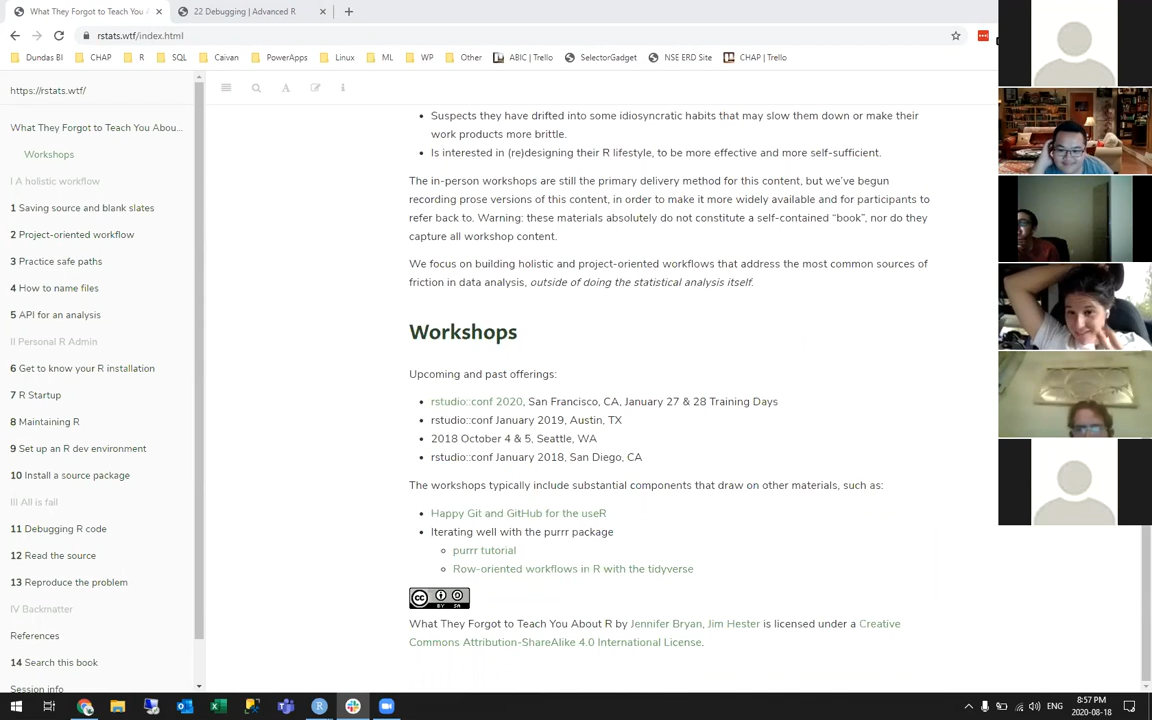 What They Forgot to Teach You A
22 Debugging | Advanced R
rstats.wtf/index.html
Dundas BI
CHAP
R
SQL
Caivan
PowerApps
Linux
ML
WP
Other
ABIC | Trello
SelectorGadget
NSE ERD Site
CHAP | Trello
https://rstats.wtf/
What They Forgot to Teach You Abou...
Workshops
I A holistic workflow
1 Saving source and blank slates
2 Project-oriented workflow
3 Practice safe paths
4 How to name files
5 API for an analysis
II Personal R Admin
6 Get to know your R installation
7 R Startup
8 Maintaining R
9 Set up an R dev environment
10 Install a source package
III All is fail
11 Debugging R code
12 Read the source
13 Reproduce the problem
IV Backmatter
References
14 Search this book
Session info
• Suspects they have drifted into some idiosyncratic habits that may slow them down or make their
work products more brittle.
• Is interested in (re)designing their R lifestyle, to be more effective and more self-sufficient.
The in-person workshops are still the primary delivery method for this content, but we've begun
recording prose versions of this content, in order to make it more widely available and for participants to
refer back to. Warning: these materials absolutely do not constitute a self-contained "book", nor do they
capture all workshop content.
We focus on building holistic and project-oriented workflows that address the most common sources of
friction in data analysis, outside of doing the statistical analysis itself.
Workshops
Upcoming and past offerings:
• rstudio::conf 2020, San Francisco, CA, January 27 & 28 Training Days
• rstudio::conf January 2019, Austin, TX
• 2018 October 4 & 5, Seattle, WA
• rstudio::conf January 2018, San Diego, CA
The workshops typically include substantial components that draw on other materials, such as:
• Happy Git and GitHub for the useR
• Iterating well with the purrr package
○ purrr tutorial
○ Row-oriented workflows in R with the tidyverse
CC BY SA
What They Forgot to Teach You About R by Jennifer Bryan, Jim Hester is licensed under a Creative
Commons Attribution-ShareAlike 4.0 International License.
ENG
8:57 PM
2020-08-18